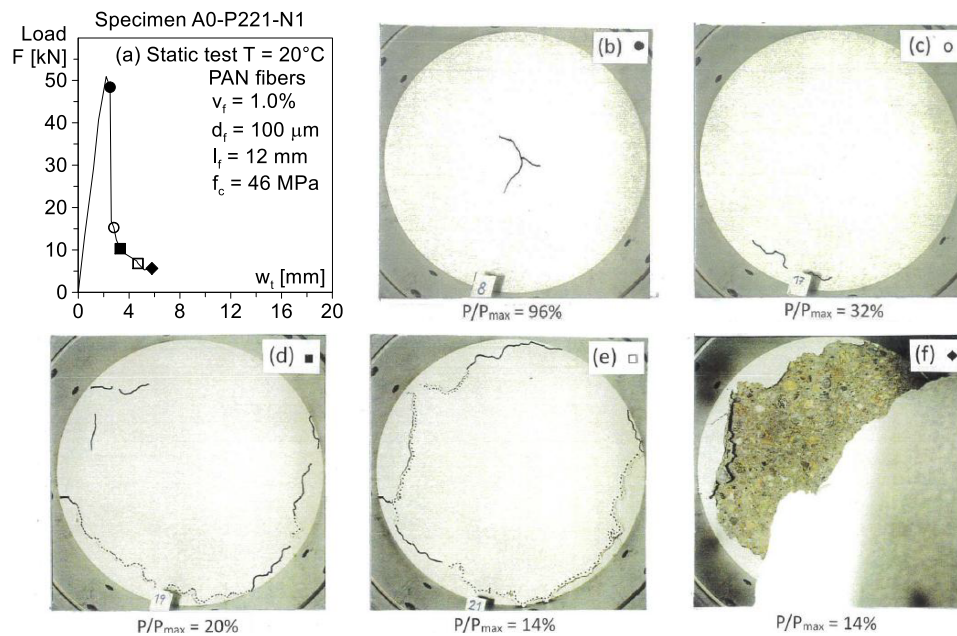 Specimen A0-P221-N1
Load
F [kN]
(a) Static test T = 20°C
PAN fibers
v_f = 1.0%
d_f = 100 μm
l_f = 12 mm
f_c = 46 MPa
50
40
30
20
10
0
w_t [mm]
0 4 8 12 16 20
(b) ●
8
P/P_max = 96%
(c) ○
17
P/P_max = 32%
(d) ■
19
P/P_max = 20%
(e) □
21
P/P_max = 14%
(f) ◆
P/P_max = 14%